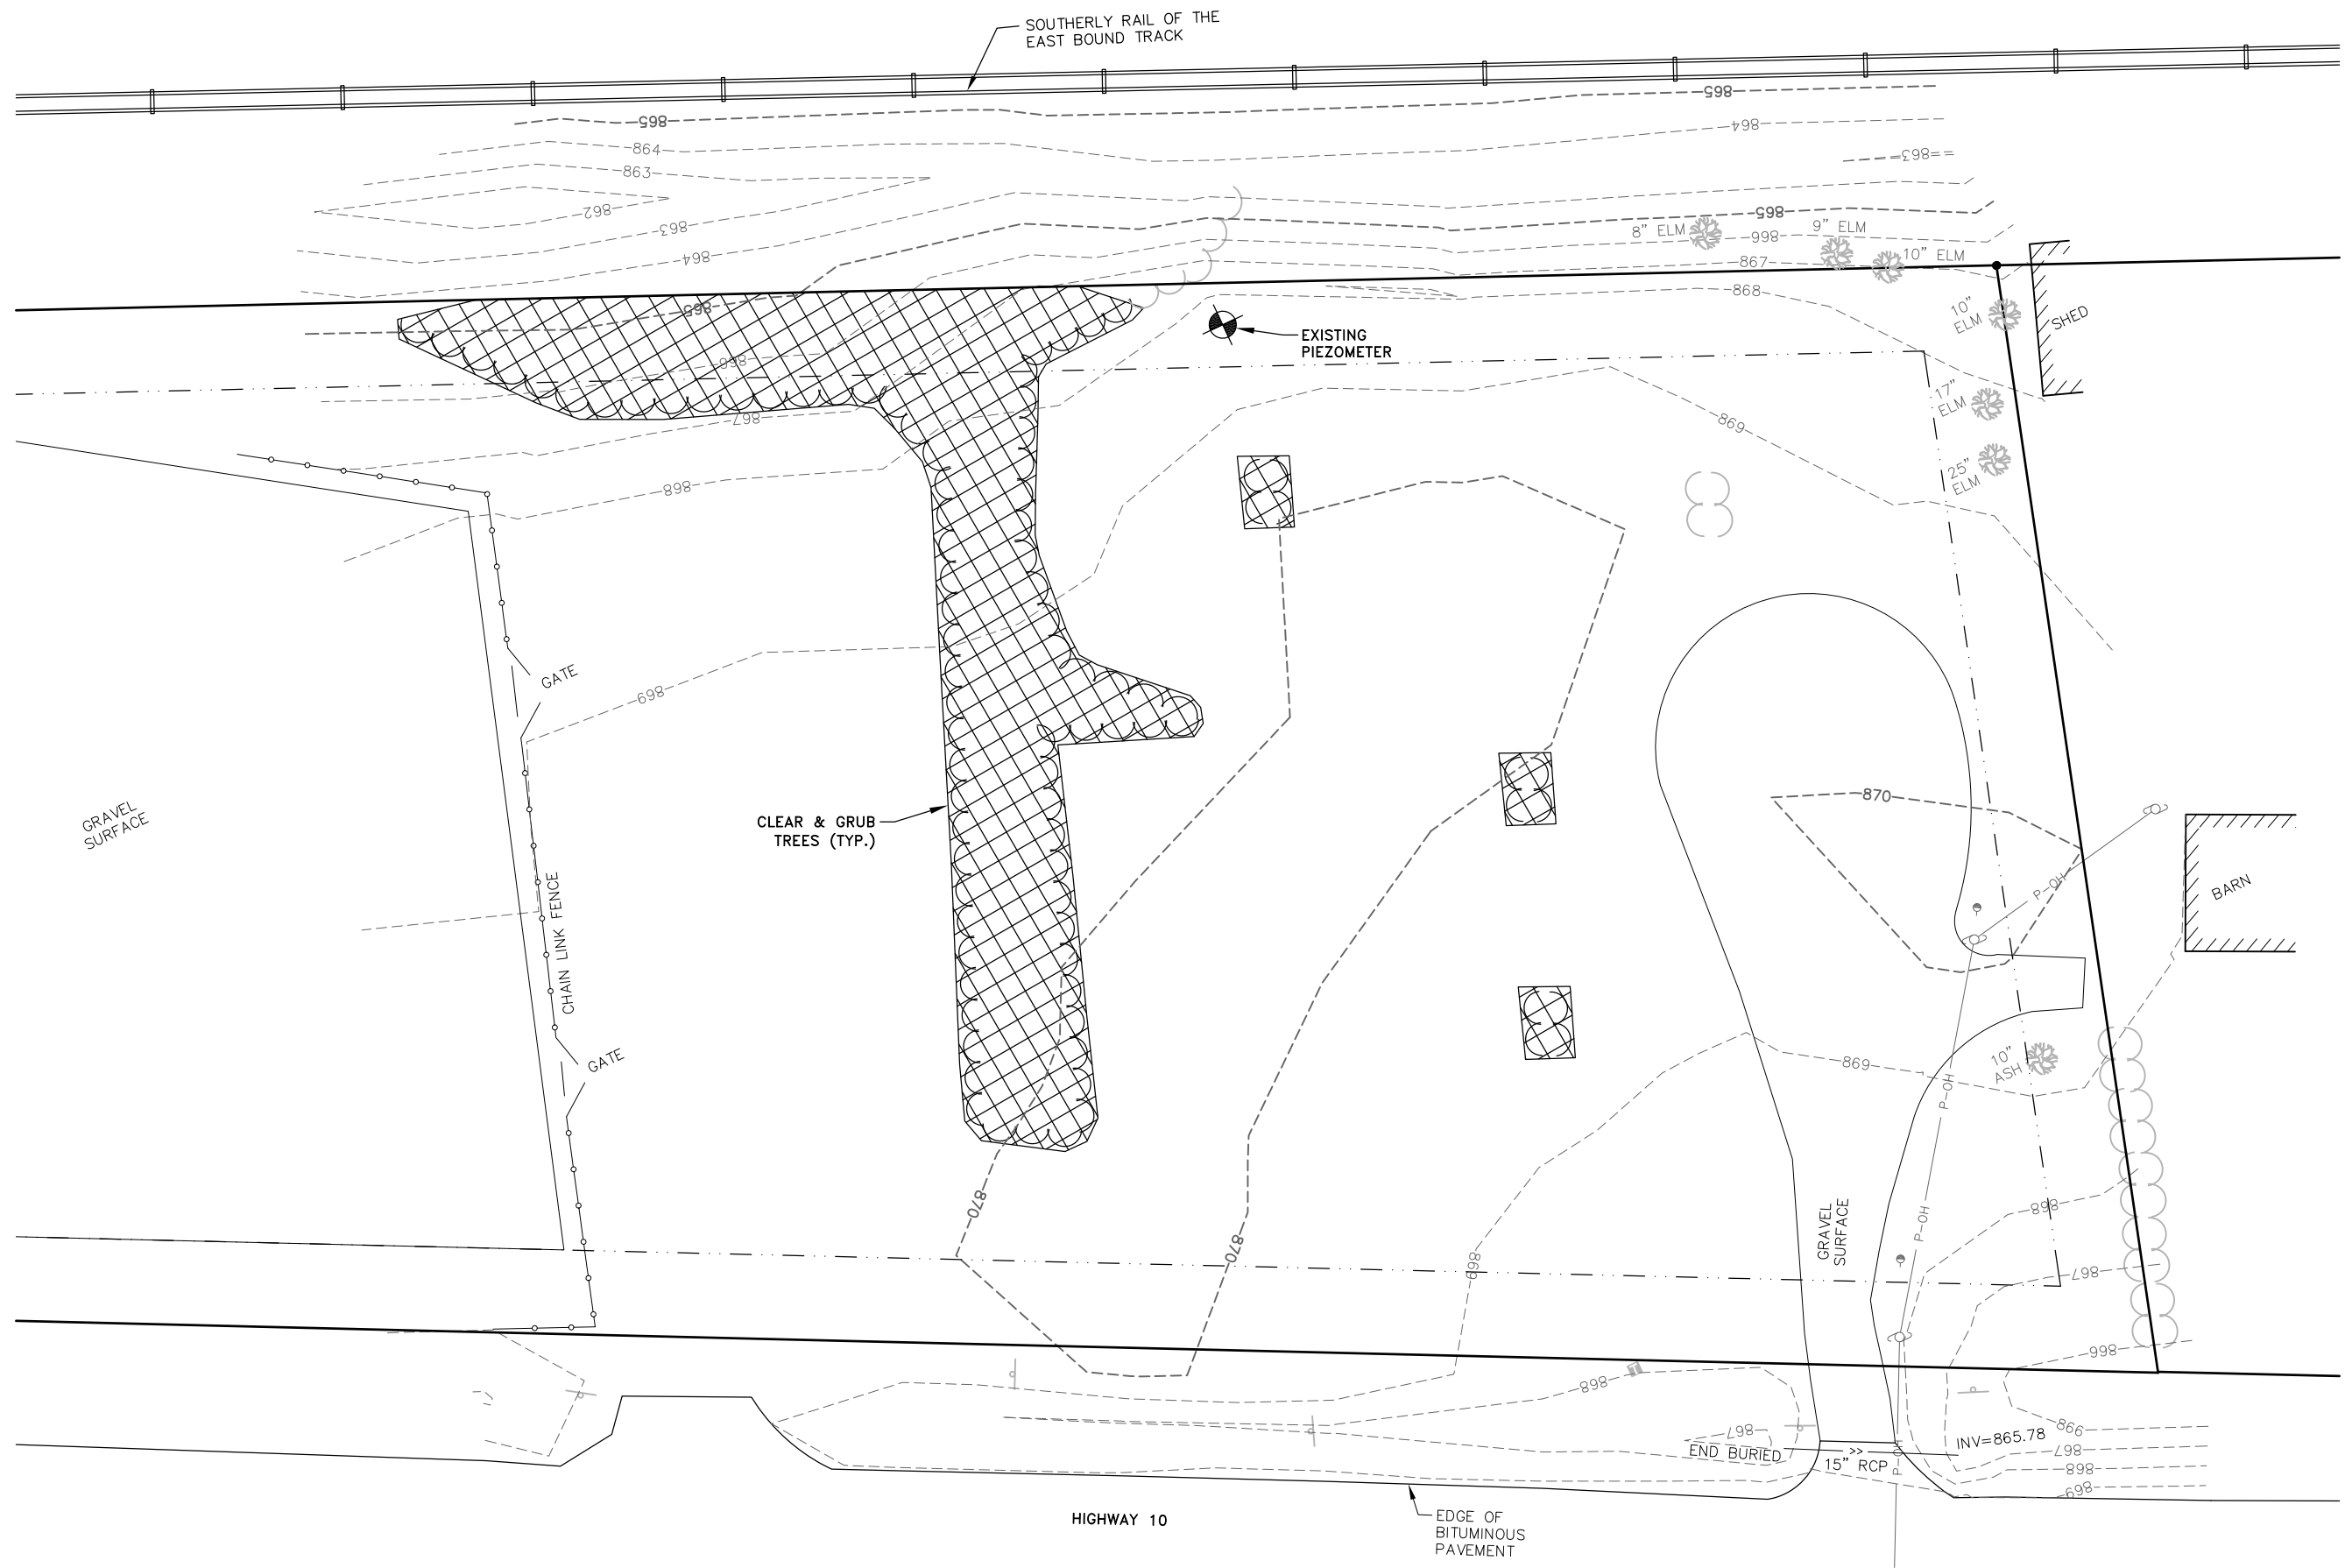 SOUTHERLY RAIL OF THE
EAST BOUND TRACK
865
865
864
864
863
863
862
863
864
865
8" ELM
9" ELM
866
10" ELM
867
868
865
10"
ELM
SHED
EXISTING
PIEZOMETER
866
867
17"
ELM
869
25"
ELM
868
GATE
869
870
GRAVEL
SURFACE
CLEAR & GRUB
TREES (TYP.)
P-OH
BARN
CHAIN LINK FENCE
GATE
869
10"
ASH
P-OH
870
868
GRAVEL
SURFACE
P-OH
870
869
867
866
868
867
866
END BURIED
INV=865.78
15" RCP
P-OH
867
868
869
HIGHWAY 10
EDGE OF
BITUMINOUS
PAVEMENT